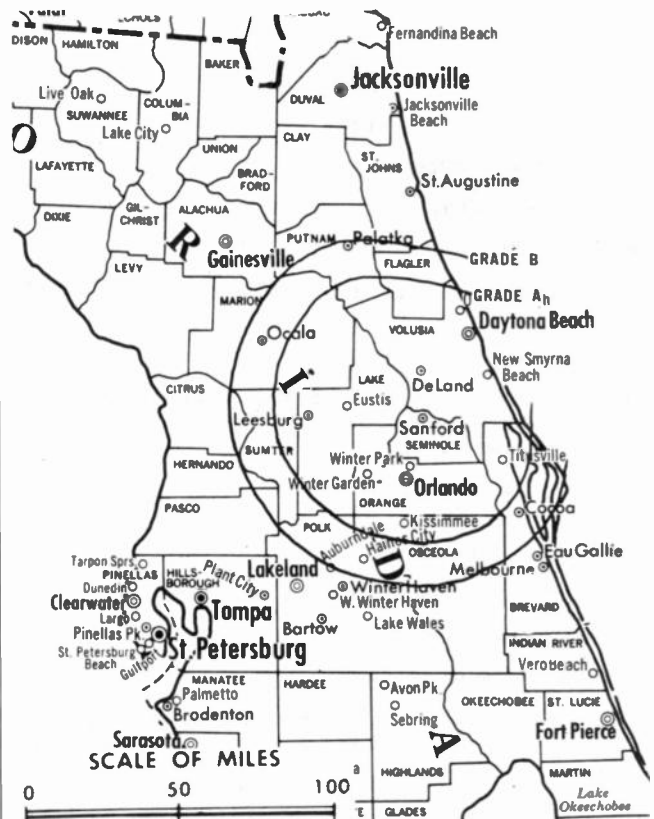 ECHOLS
DISON
HAMILTON
Fernandina Beach
BAKER
Jacksonville
Live Oak
COLUM-
BIA
DUVAL
SUWANNEE
Jacksonville
Beach
Lake City
O
UNION
CLAY
ST.
JOHNS
LAFAYETTE
BRAD-
FORD
St. Augustine
DIXIE
GIL-
CHRIST
ALACHUA
R
PUTNAM
Palatka
Gainesville
FLAGLER
GRADE B
LEVY
MARION
GRADE Ah
VOLUSIA
Daytona Beach
Ocala
New Smyrna
Beach
I
LAKE
DeLand
CITRUS
Eustis
Leesburg
Sanford
SEMINOLE
SUMTER
Titusville
HERNANDO
Winter Park
Winter Garden
Orlando
ORANGE
PASCO
Cocoa
POLK
Kissimmee
Auburndale
Haines City
OSCEOLA
D
Eau Gallie
Melbourne
Tarpon Sprs.
PINELLAS
HILLS-
BOROUGH
Plant City
Lakeland
Dunedin
Winter Haven
Clearwater
Tampa
W. Winter Haven
BREVARD
Largo
Bartow
Lake Wales
Pinellas Pk
St. Petersburg
St. Petersburg
Beach
Gulfport
INDIAN RIVER
Vero Beach
MANATEE
HARDEE
Palmetto
Avon Pk
OKEECHOBEE
ST. LUCIE
Bradenton
Sebring
Fort Pierce
Sarasota
A
SCALE OF MILES
HIGHLANDS
MARTIN
0 50 100
a
E
GLADES
Lake
Okeechobee